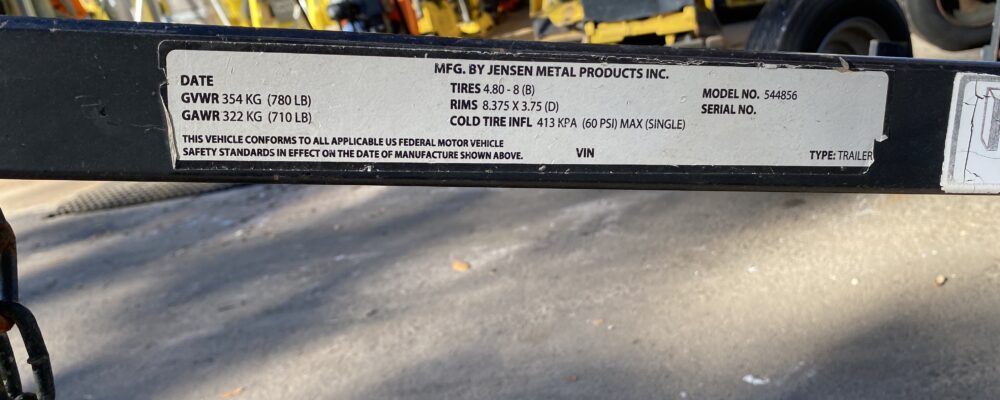 MFG. BY JENSEN METAL PRODUCTS INC.
DATE
GVWR 354 KG (780 LB)
GAWR 322 KG (710 LB)
TIRES 4.80 - 8 (B)
RIMS 8.375 X 3.75 (D)
COLD TIRE INFL 413 KPA (60 PSI) MAX (SINGLE)
MODEL NO. 544856
SERIAL NO.
THIS VEHICLE CONFORMS TO ALL APPLICABLE US FEDERAL MOTOR VEHICLE
SAFETY STANDARDS IN EFFECT ON THE DATE OF MANUFACTURE SHOWN ABOVE.
VIN
TYPE: TRAILER